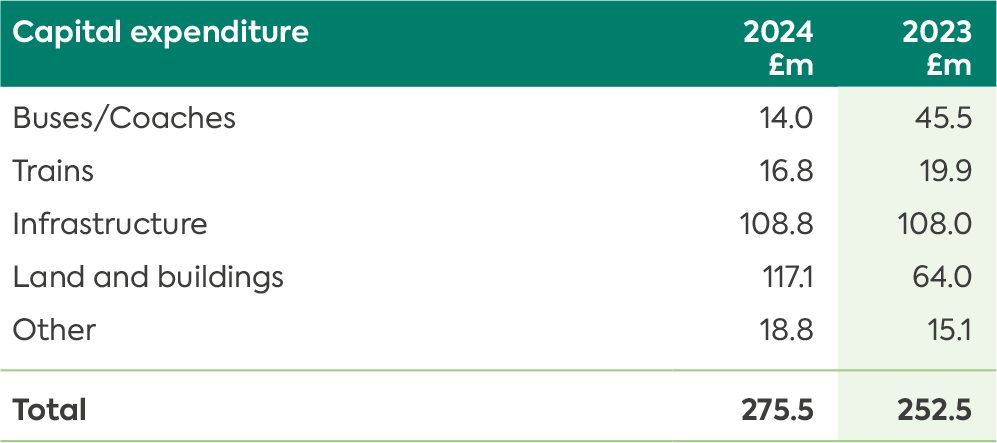 Capital expenditure 2024 2023
£m £m
Buses/Coaches 14.0 45.5
Trains 16.8 19.9
Infrastructure 108.8 108.0
Land and buildings 117.1 64.0
Other 18.8 15.1
Total 275.5 252.5